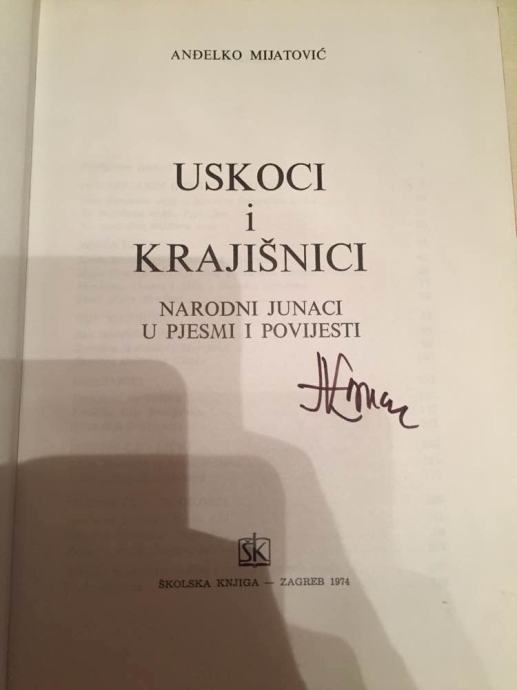 ANĐELKO MIJATOVIĆ
USKOCI
i
KRAJIŠNICI
NARODNI JUNACI
U PJESMI I POVIJESTI
ŠK
ŠKOLSKA KNJIGA — ZAGREB 1974